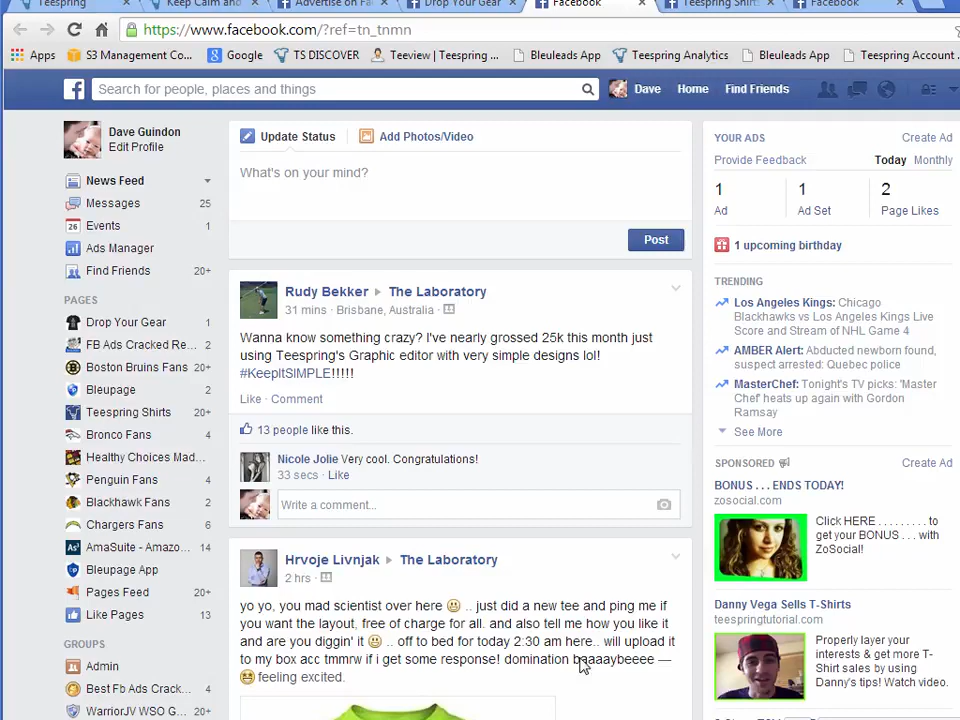 Teespring
Keep Calm and
Advertise on Fa
Drop Your Gear
Facebook
Teespring Shirts
Facebook
https://www.facebook.com/?ref=tn_tnmn
Apps
S3 Management Co...
Google
TS DISCOVER
Teeview | Teespring ...
Bleuleads App
Teespring Analytics
Bleuleads App
Teespring Account
Search for people, places and things
Dave
Home
Find Friends
Dave Guindon
Edit Profile
News Feed
Messages 25
Events 1
Ads Manager
Find Friends 20+
PAGES
Drop Your Gear 1
FB Ads Cracked Re... 2
Boston Bruins Fans 20+
Bleupage 2
Teespring Shirts 20+
Bronco Fans 4
Healthy Choices Mad...
Penguin Fans 4
Blackhawk Fans 2
Chargers Fans 6
AmaSuite - Amazo... 14
Bleupage App
Pages Feed 20+
Like Pages 13
GROUPS
Admin
Best Fb Ads Crack... 4
WarriorJV WSO G... 20+
Update Status
Add Photos/Video
What's on your mind?
Post
Rudy Bekker ▸ The Laboratory
31 mins · Brisbane, Australia ·
Wanna know something crazy? I've nearly grossed 25k this month just
using Teespring's Graphic editor with very simple designs lol!
#KeepItSIMPLE!!!!!
Like · Comment
13 people like this.
Nicole Jolie Very cool. Congratulations!
33 secs · Like
Write a comment...
Hrvoje Livnjak ▸ The Laboratory
2 hrs ·
yo yo, you mad scientist over here 😃 .. just did a new tee and ping me if
you want the layout, free of charge for all. and also tell me how you like it
and are you diggin' it 😃 .. off to bed for today 2:30 am here.. will upload it
to my box acc tmmrw if i get some response! domination baaaaybeeee —
😆 feeling excited.
YOUR ADS
Create Ad
Provide Feedback
Today
Monthly
1 1 2
Ad Ad Set Page Likes
1 upcoming birthday
TRENDING
Los Angeles Kings: Chicago
Blackhawks vs Los Angeles Kings Live
Score and Stream of NHL Game 4
AMBER Alert: Abducted newborn found,
suspect arrested: Quebec police
MasterChef: Tonight's TV picks: 'Master
Chef' heats up again with Gordon
Ramsay
See More
SPONSORED
Create Ad
BONUS . . . ENDS TODAY!
zosocial.com
Click HERE . . . . . . . . . to
get your BONUS . . . with
ZoSocial!
Danny Vega Sells T-Shirts
teespringtutorial.com
Properly layer your
interests & get more T-
Shirt sales by using
Danny's tips! Watch video.